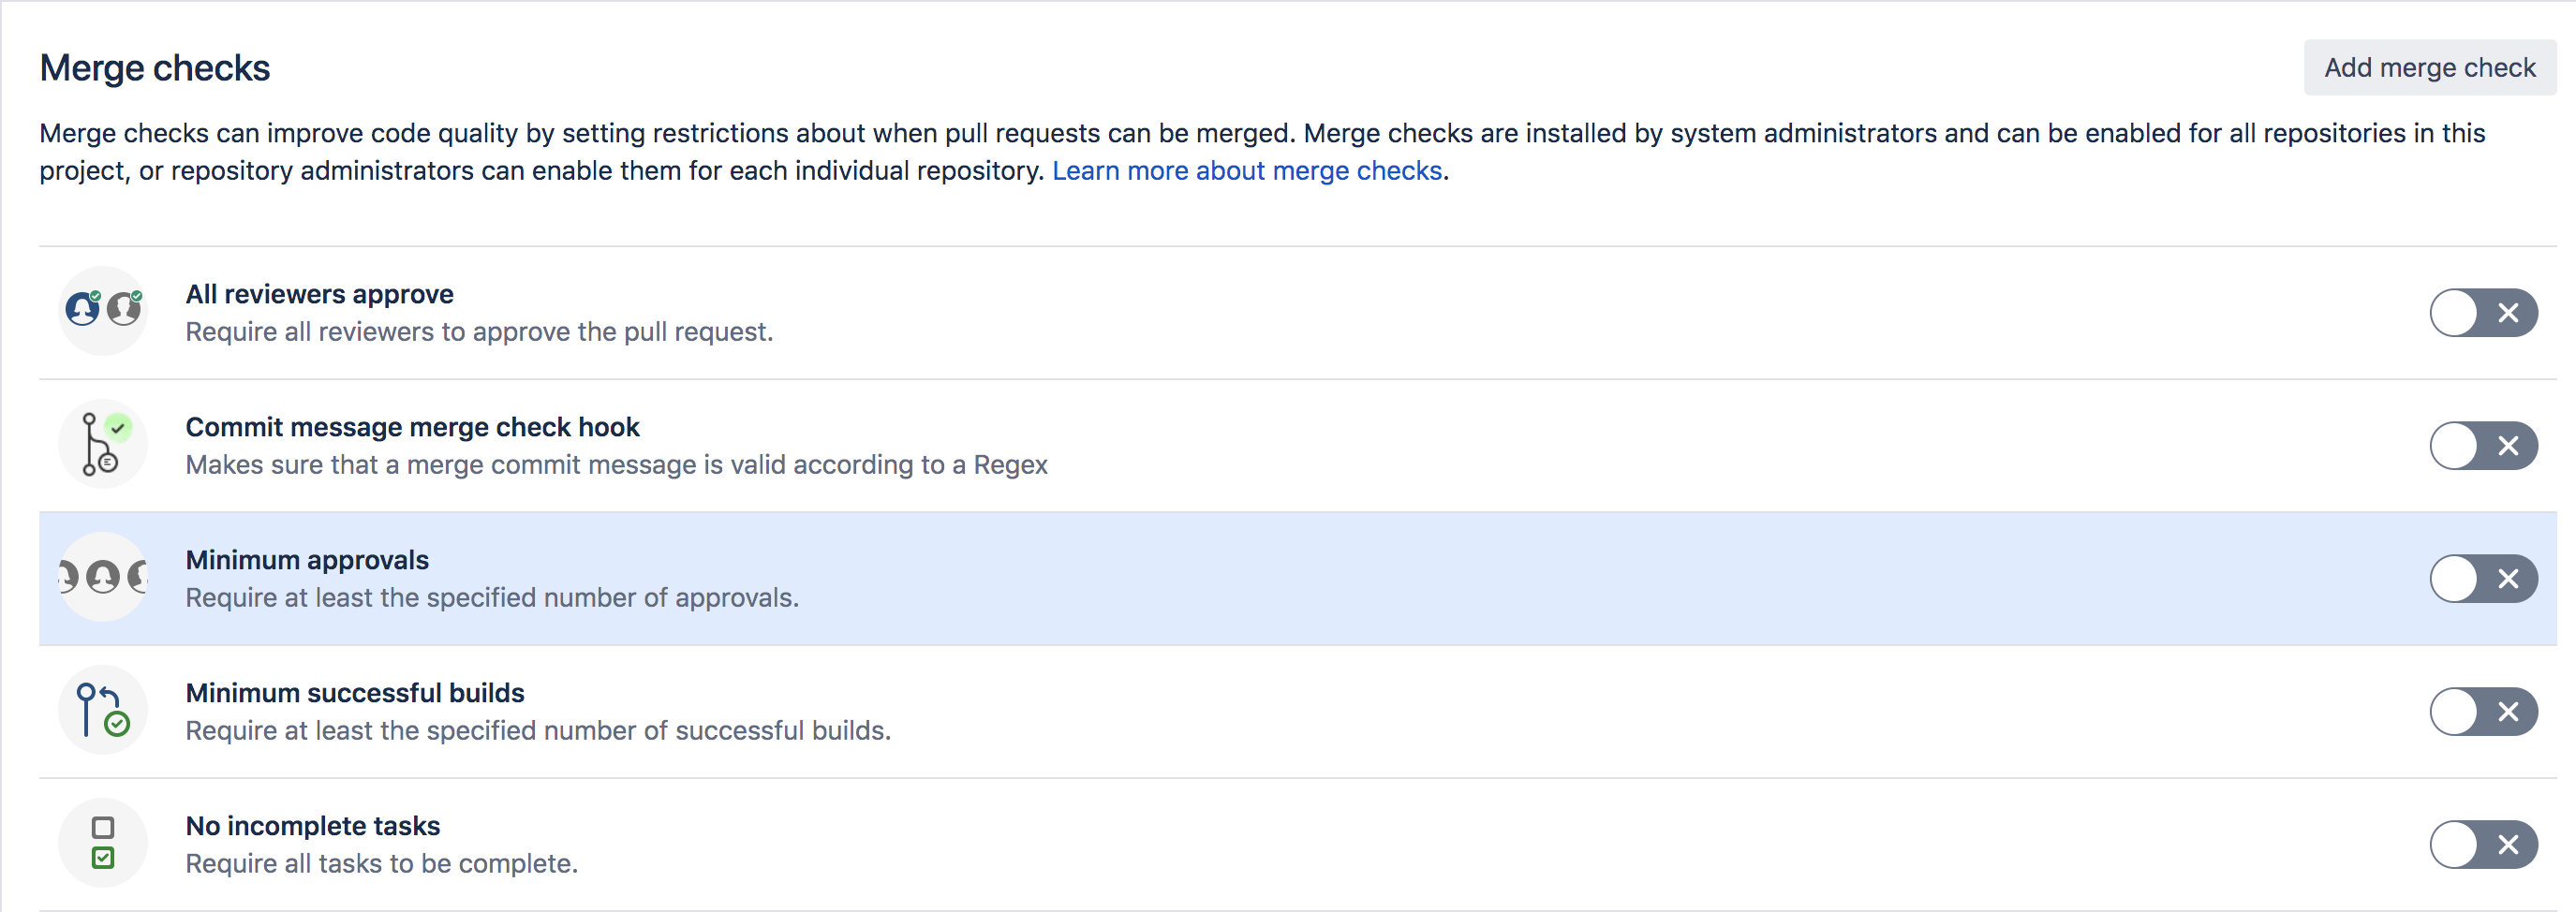 Merge checks
Add merge check
Merge checks can improve code quality by setting restrictions about when pull requests can be merged. Merge checks are installed by system administrators and can be enabled for all repositories in this
project, or repository administrators can enable them for each individual repository. Learn more about merge checks.
All reviewers approve
Require all reviewers to approve the pull request.
Commit message merge check hook
Makes sure that a merge commit message is valid according to a Regex
Minimum approvals
Require at least the specified number of approvals.
Minimum successful builds
Require at least the specified number of successful builds.
No incomplete tasks
Require all tasks to be complete.